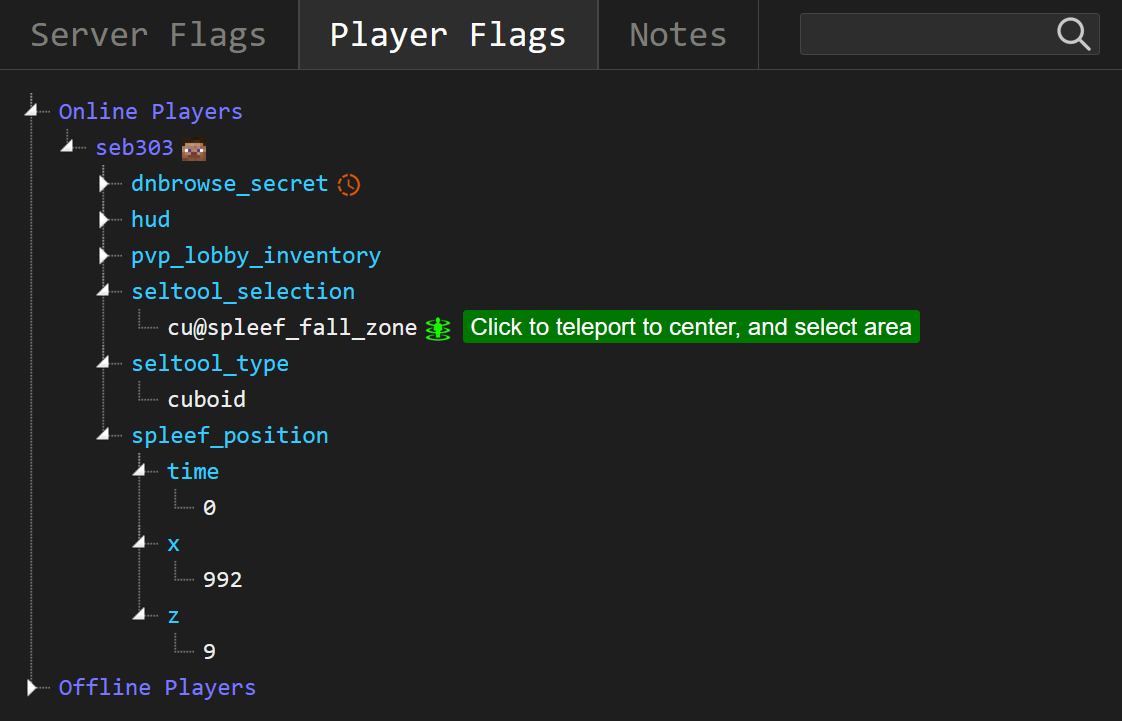 Server Flags Player Flags Notes
Online Players
seb303
dnbrowse_secret
hud
pvp_lobby_inventory
seltool_selection
cu@spleef_fall_zone Click to teleport to center, and select area
seltool_type
cuboid
spleef_position
time
0
x
992
z
9
Offline Players